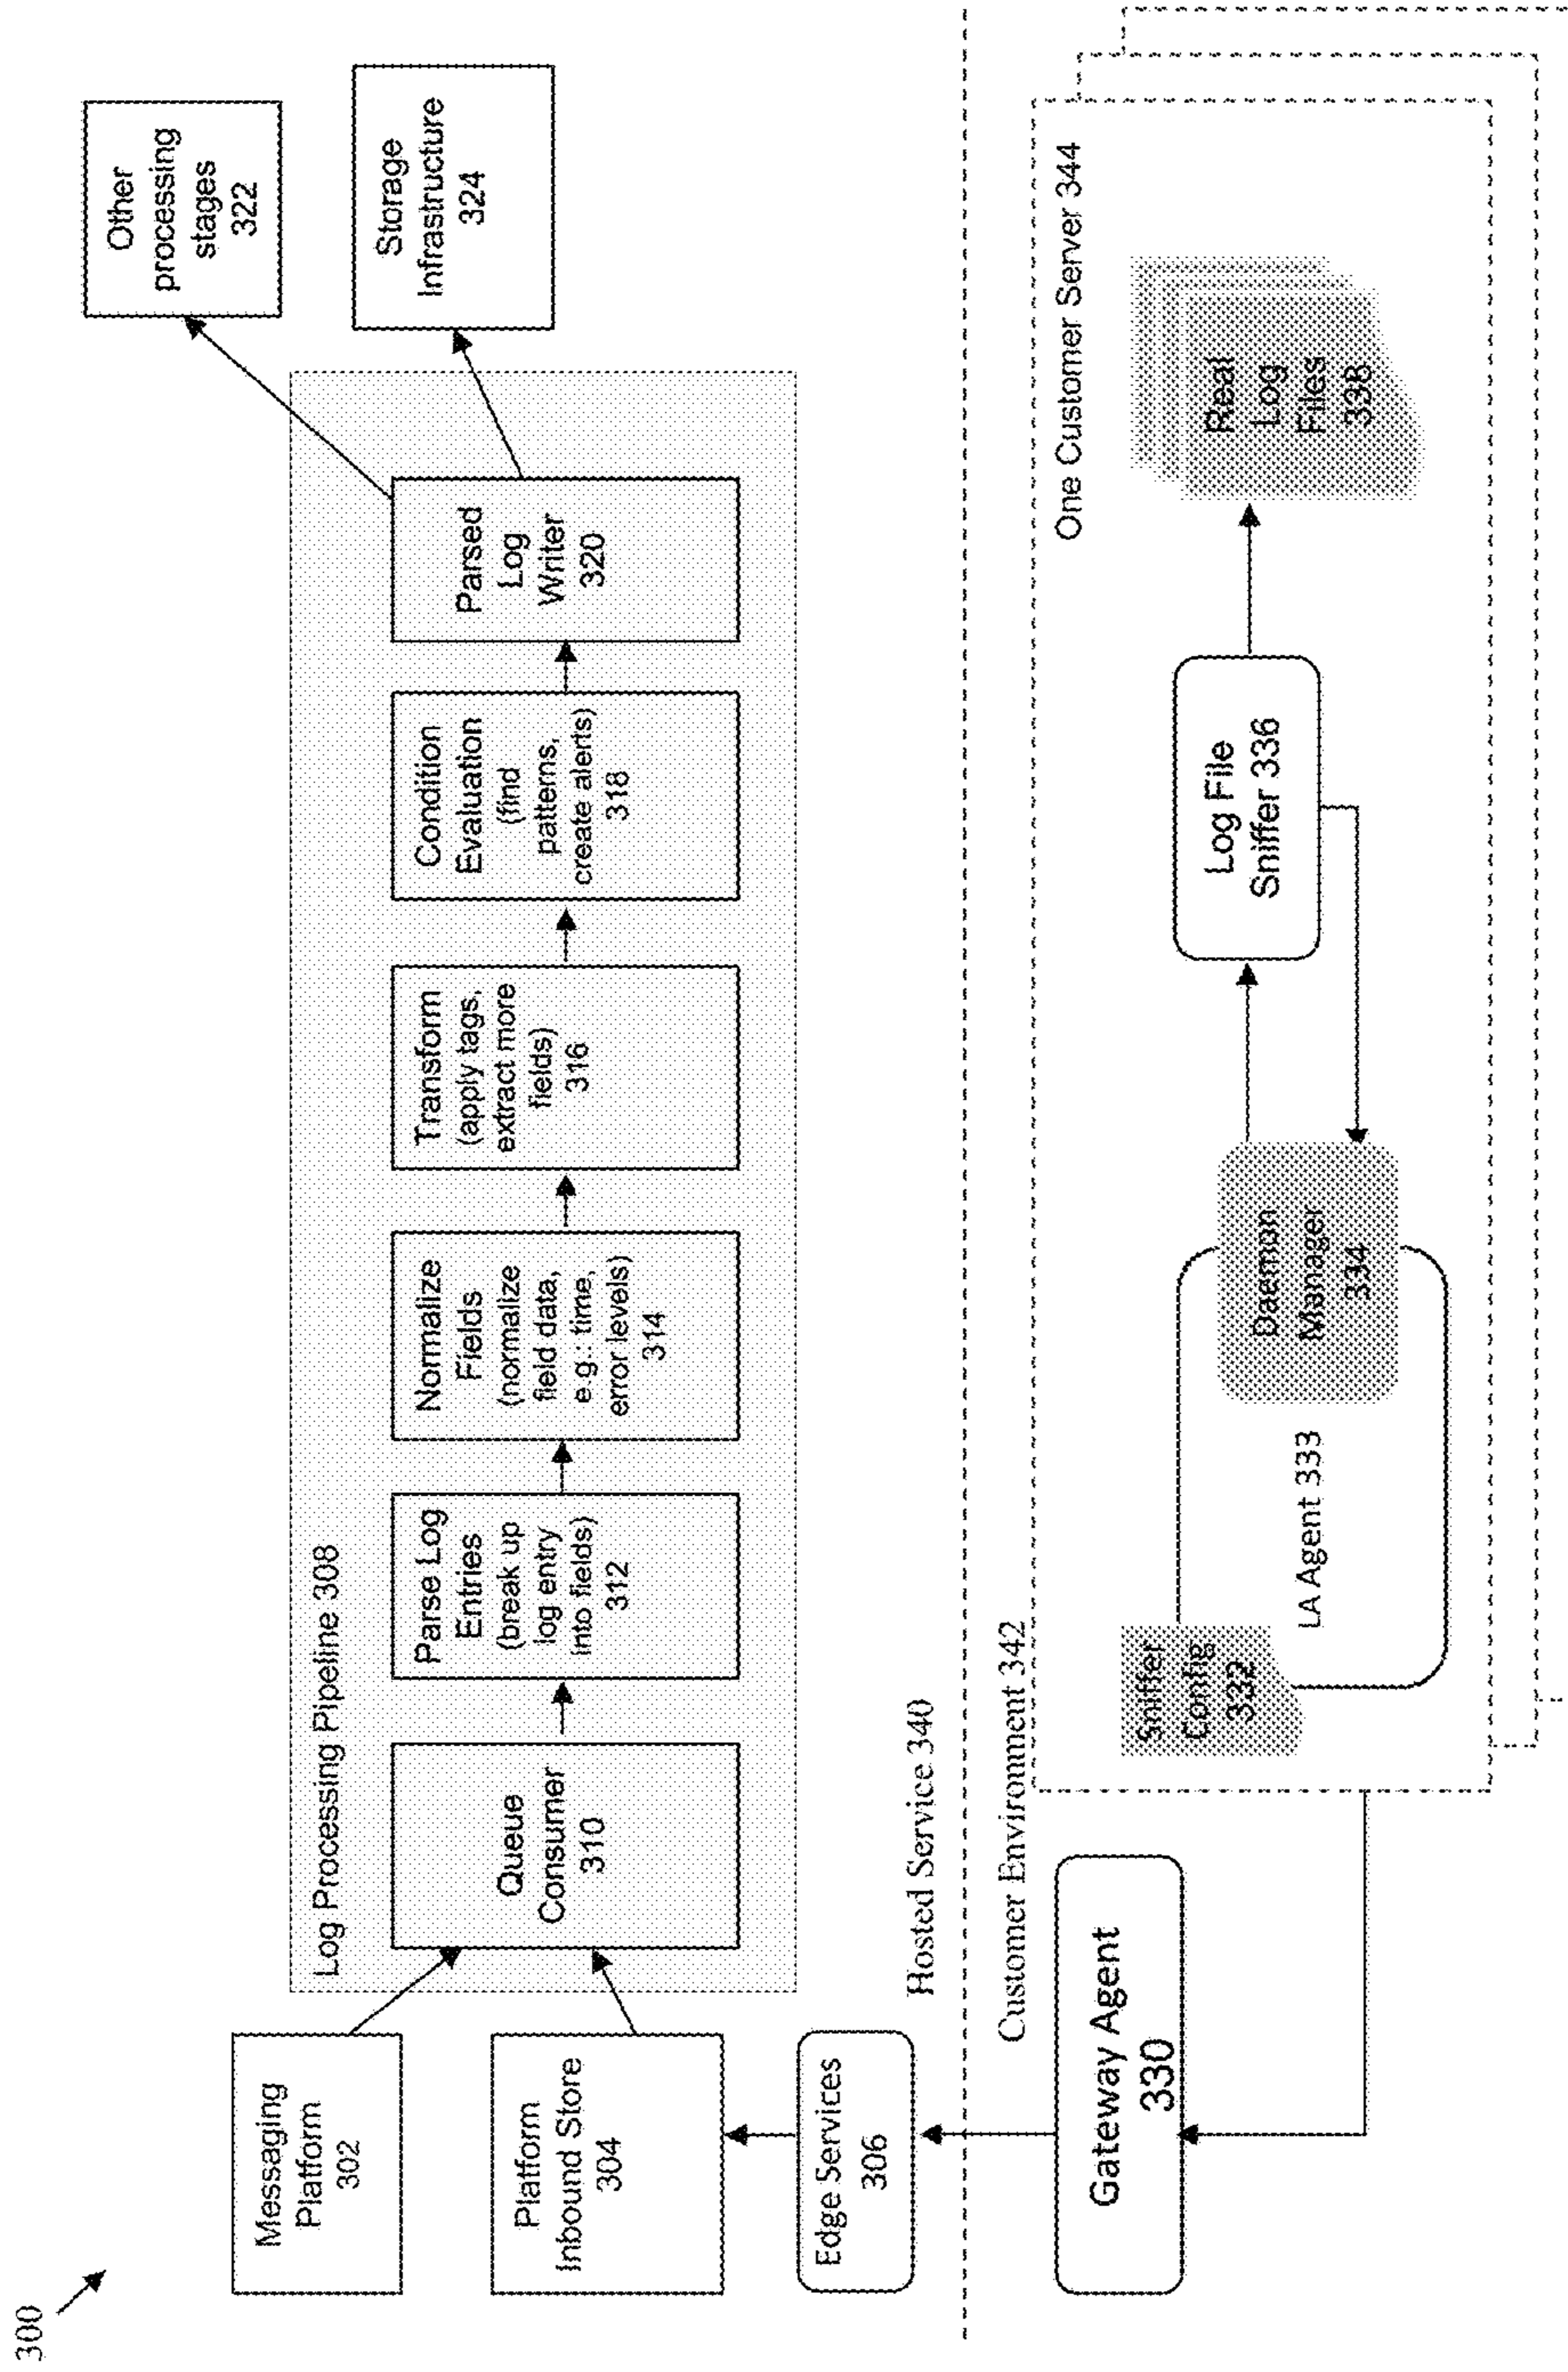 300
Messaging
Platform
302
Platform
Inbound Store
304
Edge Services
306
Log Processing Pipeline 308
Queue
Consumer
310
Parse Log
Entries
(break up
log entry
into fields)
312
Normalize
Fields
(normalize
field data,
e.g.: time,
error levels)
314
Transform
(apply tags,
extract more
fields)
316
Condition
Evaluation
(find
patterns,
create alerts)
318
Parsed
Log
Writer
320
Other
processing
stages
322
Storage
Infrastructure
324
Hosted Service 340
Customer Environment 342
Gateway Agent
330
One Customer Server 344
Sniffer
Config
332
LA Agent 333
Daemon
Manager
334
Log File
Sniffer 336
Real
Log
Files
338